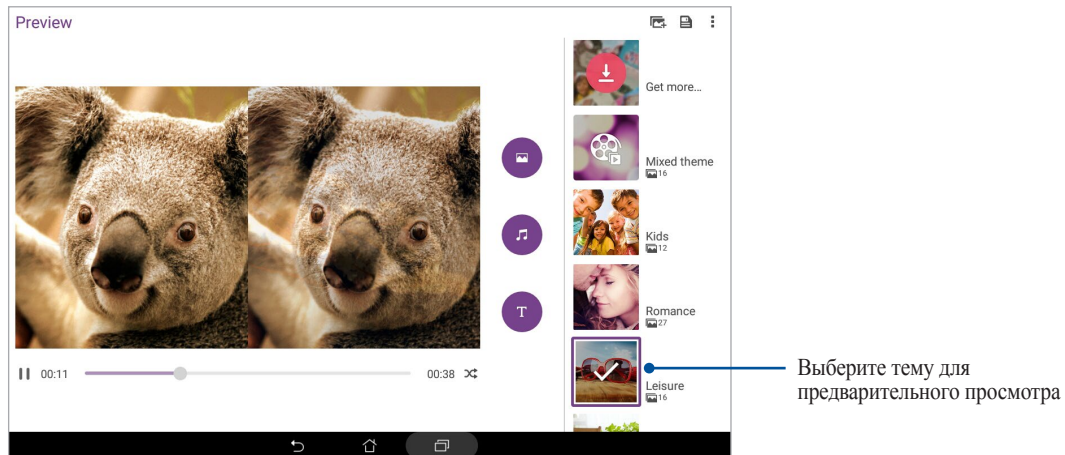 Preview
Get more...
Mixed theme
16
Kids
12
T
Romance
27
00:11
00:38
Leisure
16
Выберите тему для
предварительного просмотра